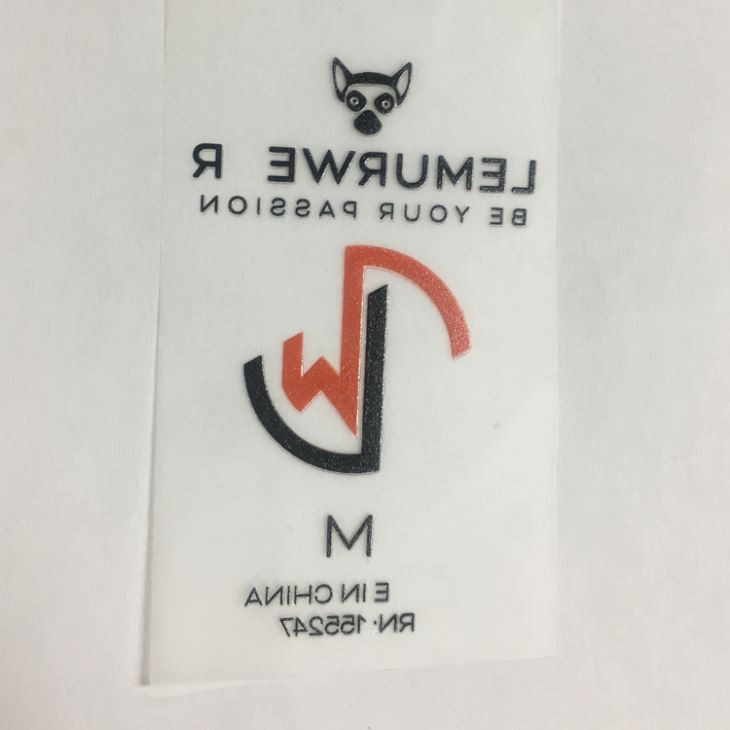 LEMURWE R
BE YOUR PASSION
W
M
E IN CHINA
RN: 155247